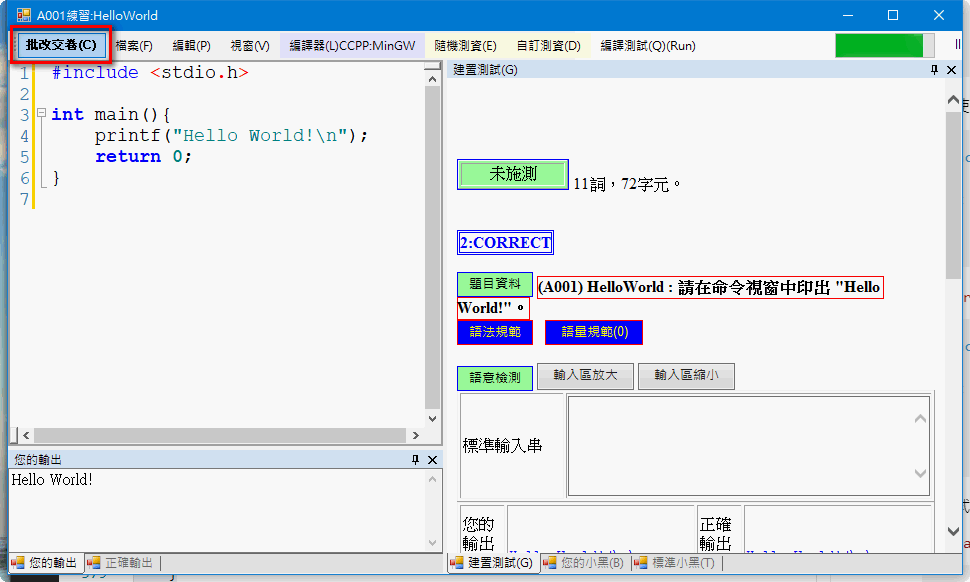 A001練習:HelloWorld
批改交卷(C) 檔案(F) 編輯(P) 視窗(V) 編譯器(L)CCPP:MinGW 隨機測資(E) 自訂測資(D) 編譯測試(Q)(Run)
1 #include <stdio.h>
2
3 int main(){
4 printf("Hello World!\n");
5 return 0;
6 }
7
您的輸出
Hello World!
您的輸出 正確輸出
建置測試(G)
未施測 11詞，72字元。
2:CORRECT
題目資料 (A001) HelloWorld : 請在命令視窗中印出 "Hello
World!"。
語法規範 語量規範(0)
語意檢測 輸入區放大 輸入區縮小
標準輸入串
您的輸出 正確輸出
建置測試(G) 您的小黑(B) 標準小黑(T)